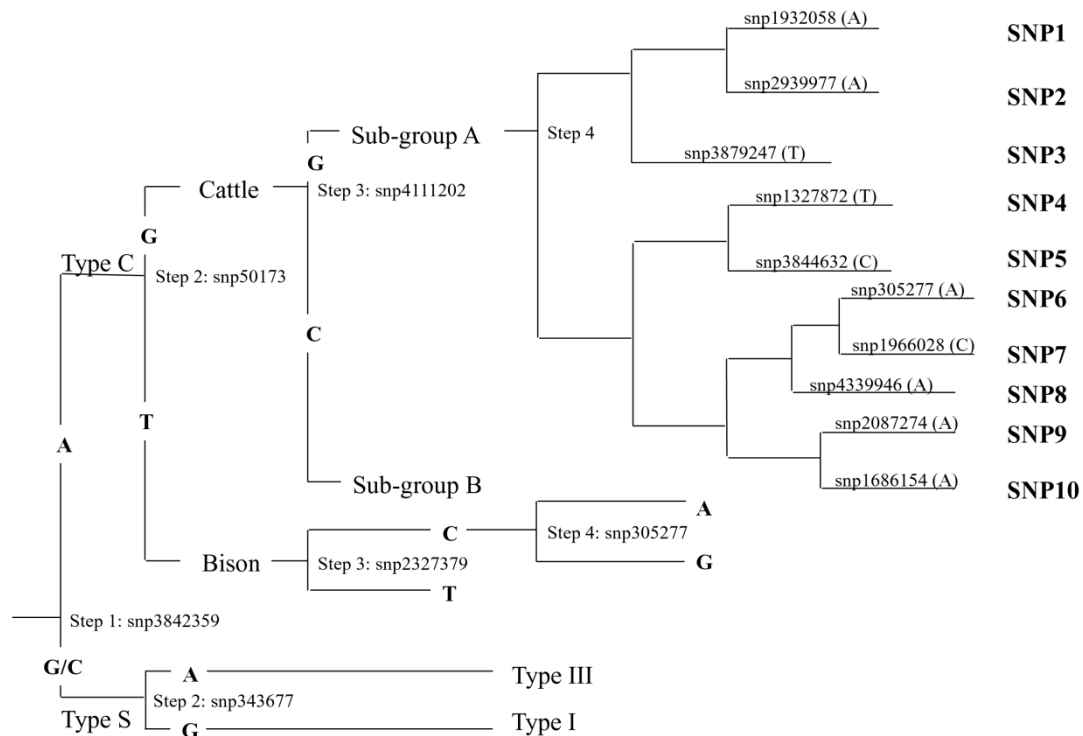 snp1932058 (A)
SNP1
snp2939977 (A)
SNP2
Sub-group A
Step 4
G
snp3879247 (T)
SNP3
Cattle
Step 3: snp4111202
snp1327872 (T)
SNP4
G
Type C
Step 2: snp50173
snp3844632 (C)
SNP5
snp305277 (A)
SNP6
C
snp1966028 (C)
SNP7
snp4339946 (A)
SNP8
T
A
snp2087274 (A)
SNP9
Sub-group B
snp1686154 (A)
SNP10
A
C
Step 4: snp305277
G
Bison
Step 3: snp2327379
T
Step 1: snp3842359
G/C
A
Type III
Step 2: snp343677
Type S
G
Type I